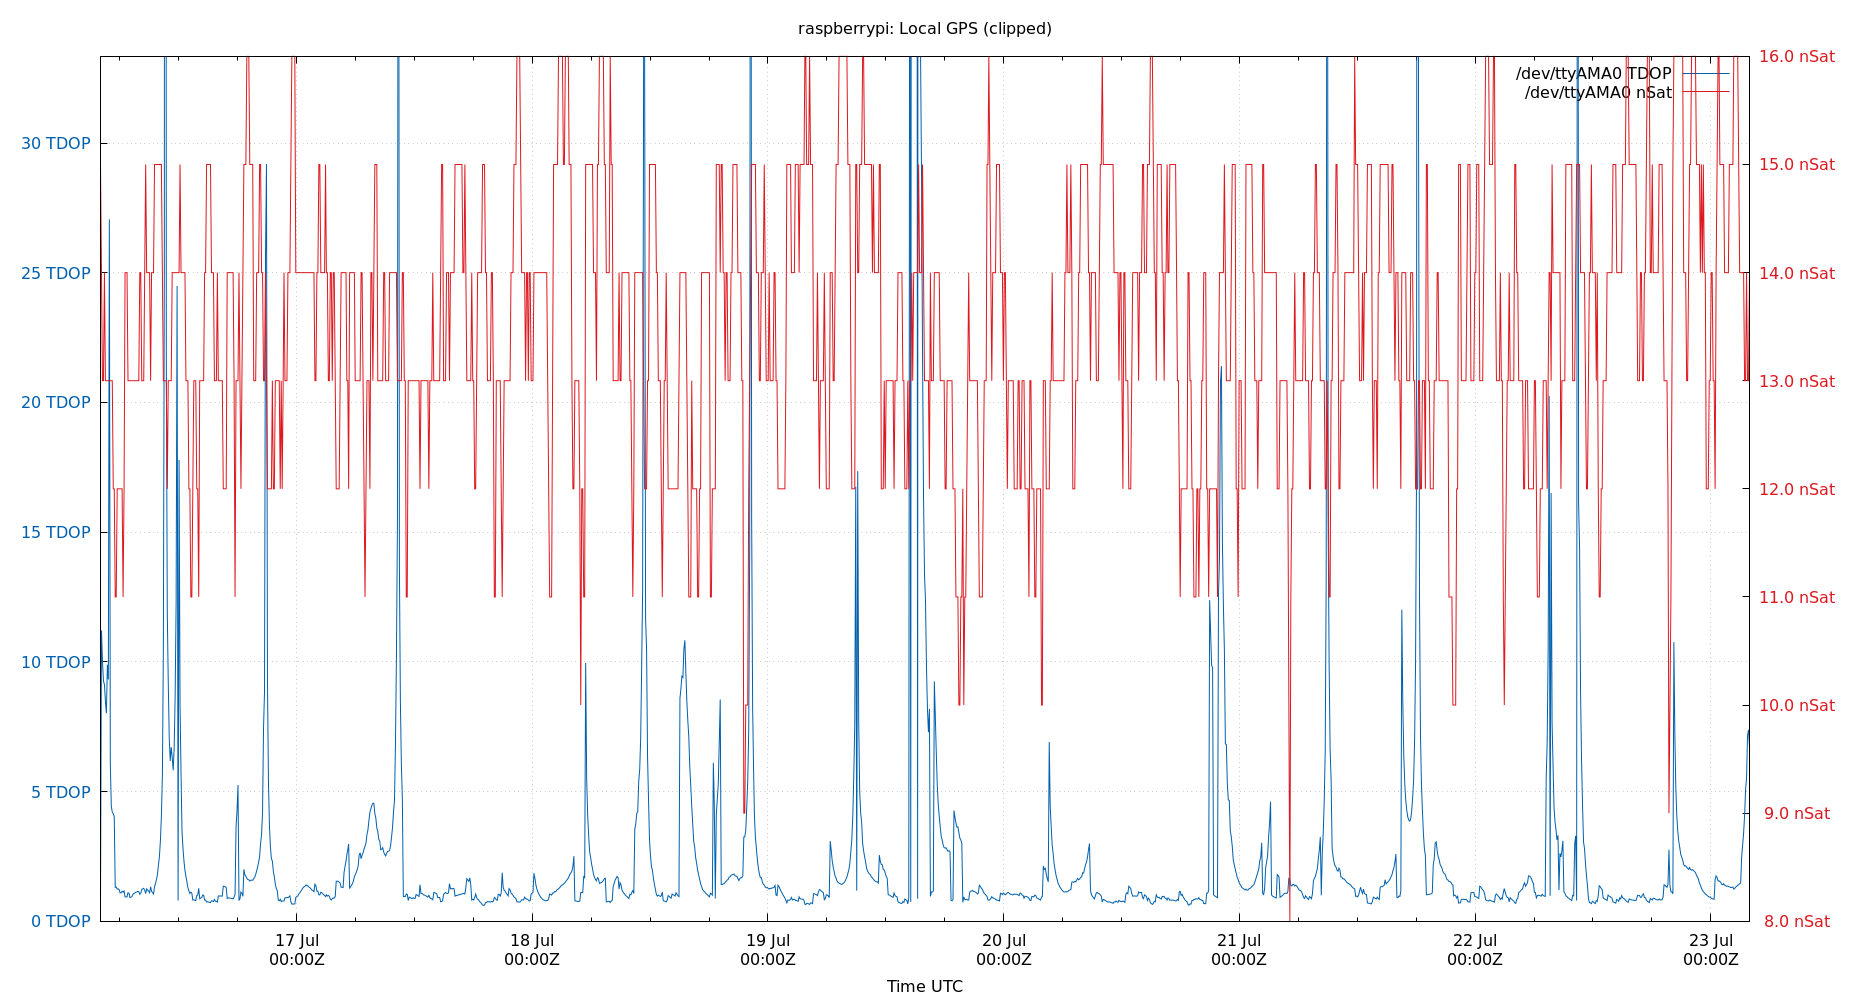 raspberrypi: Local GPS (clipped)
/dev/ttyAMA0 TDOP
/dev/ttyAMA0 nSat
30 TDOP
25 TDOP
20 TDOP
15 TDOP
10 TDOP
5 TDOP
0 TDOP
16.0 nSat
15.0 nSat
14.0 nSat
13.0 nSat
12.0 nSat
11.0 nSat
10.0 nSat
9.0 nSat
8.0 nSat
17 Jul
00:00Z
18 Jul
00:00Z
19 Jul
00:00Z
20 Jul
00:00Z
21 Jul
00:00Z
22 Jul
00:00Z
23 Jul
00:00Z
Time UTC